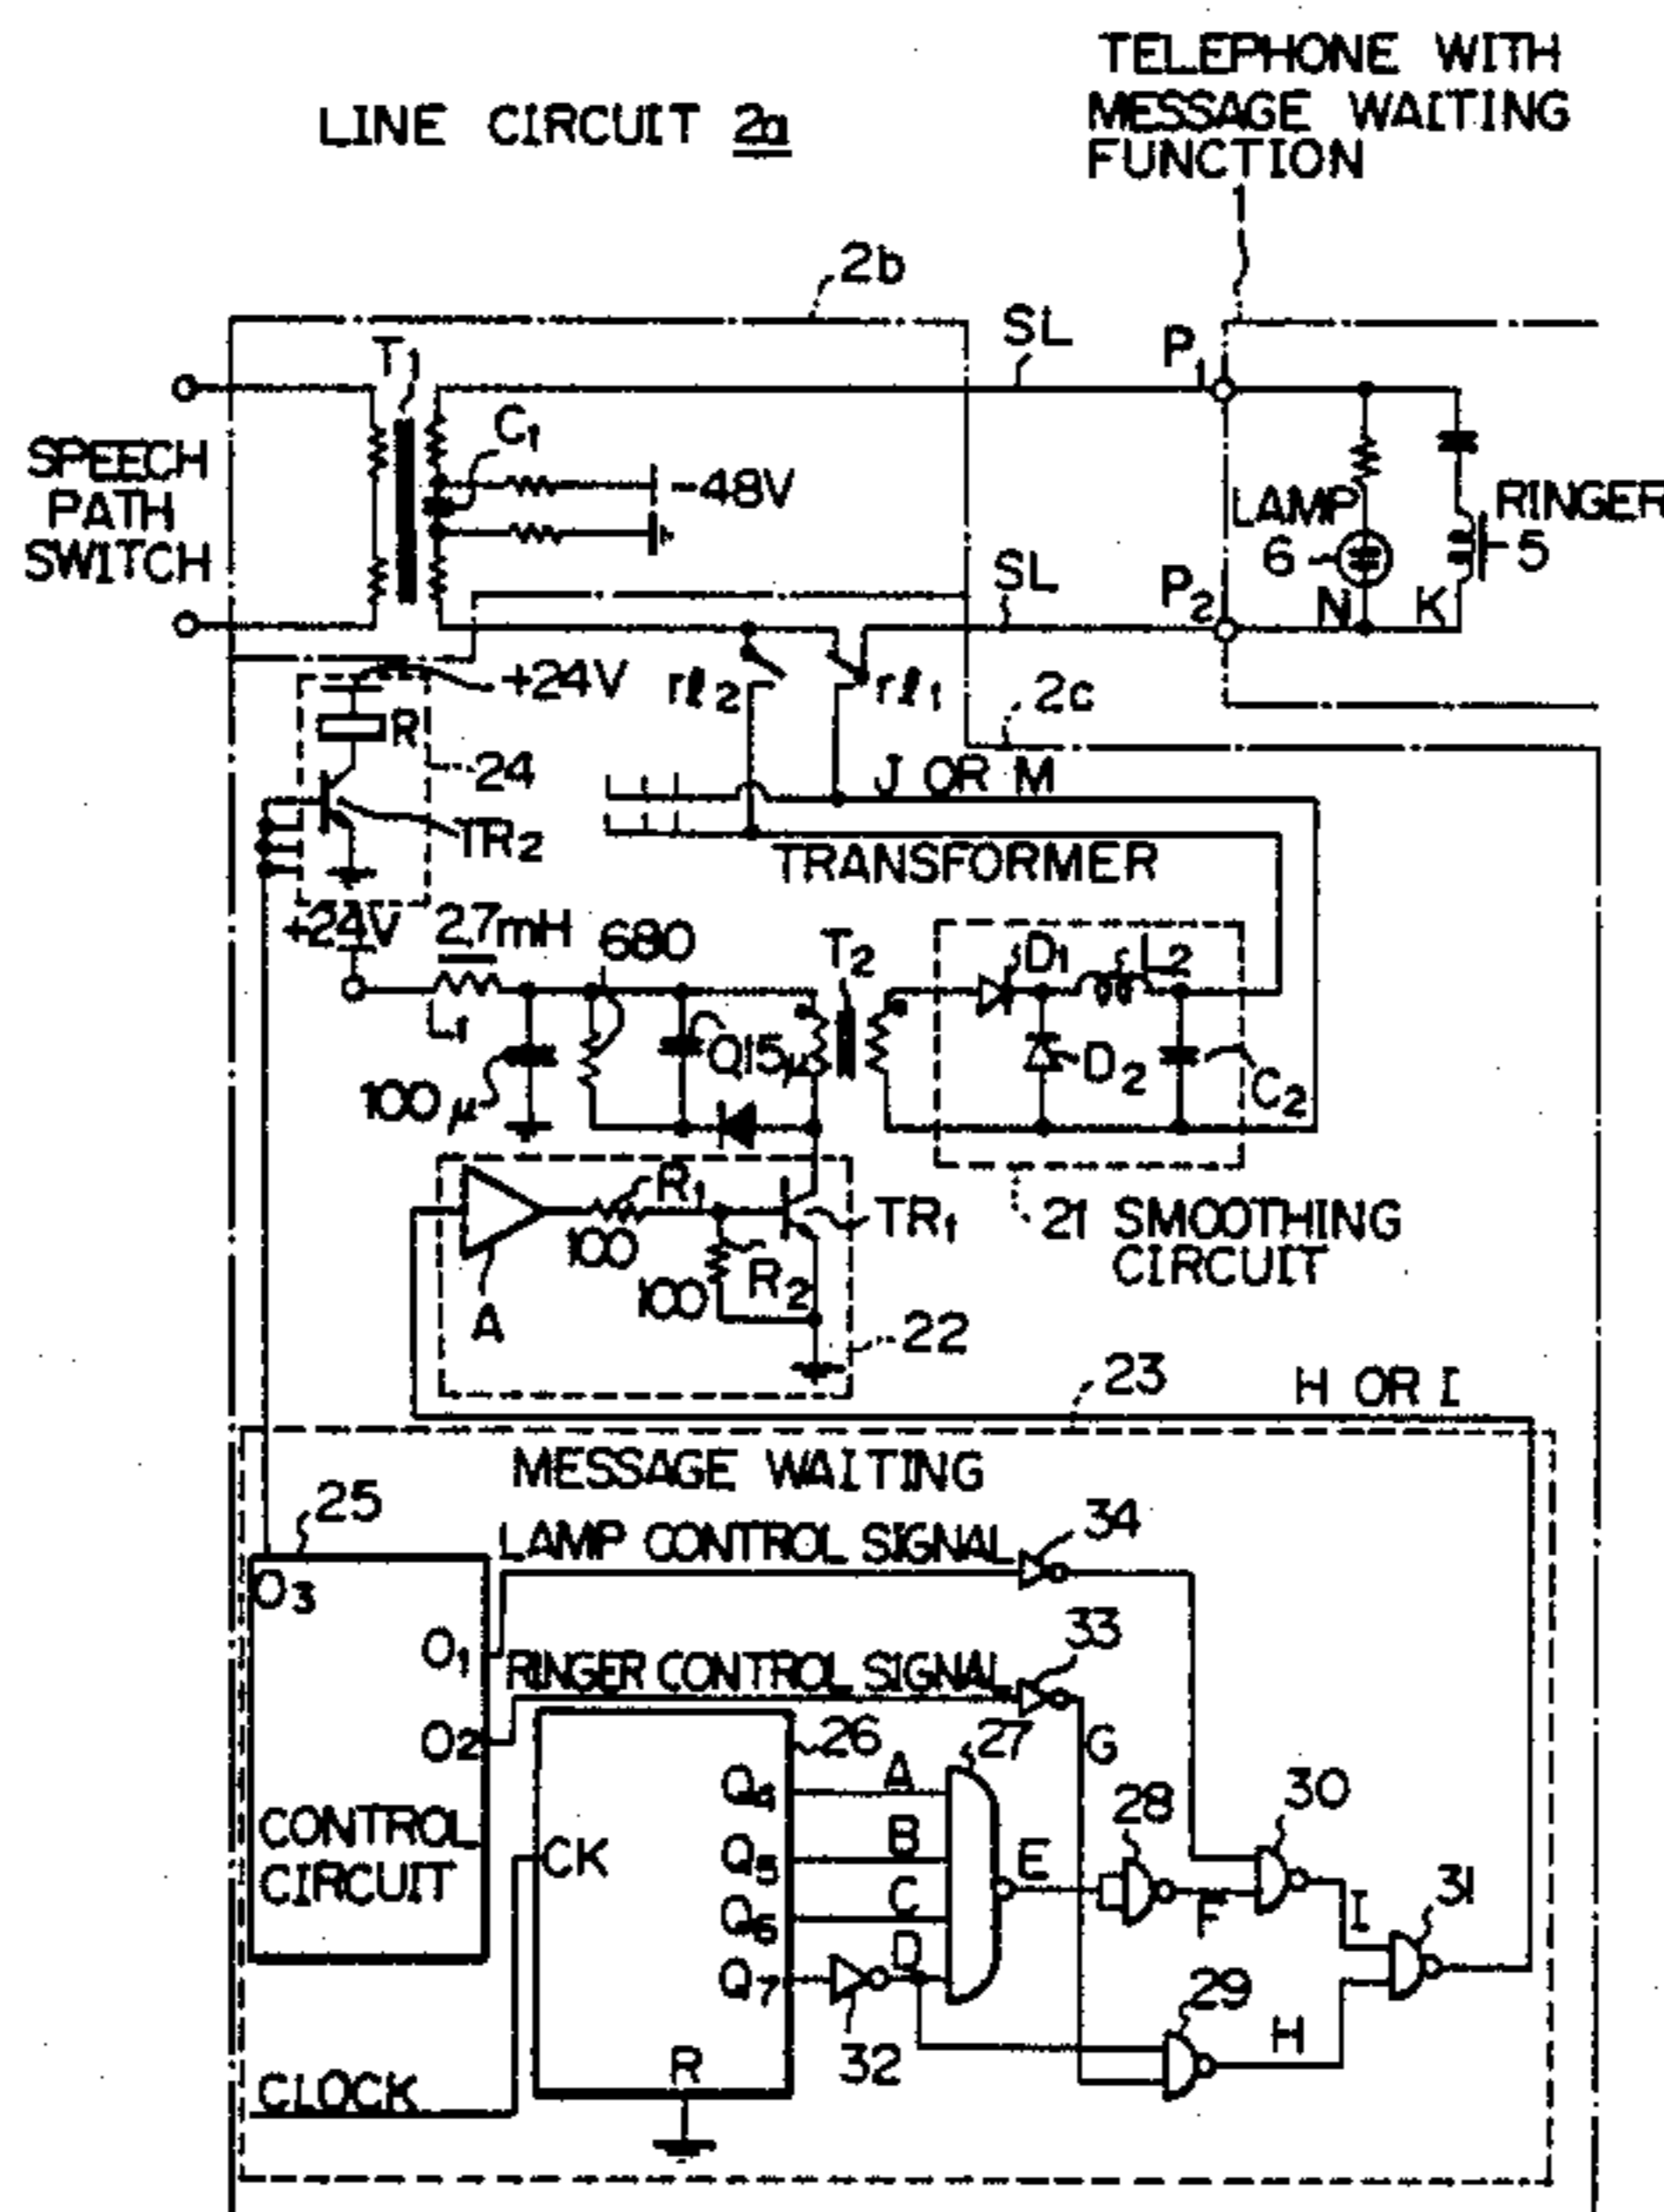 TELEPHONE WITH
MESSAGE WAITING
FUNCTION
LINE CIRCUIT 2a
1
2b
SL
P1
T1
C1
SPEECH
PATH
SWITCH
-48V
LAMP
6
RINGER
5
SL
P2
N
K
+24V
rl2
rl1
2c
R
24
J OR M
TR2
TRANSFORMER
+24V
27mH
680
T2
D1
L2
L1
Q15μ
D2
C2
100μ
R1
TR1
21 SMOOTHING
CIRCUIT
100
R2
100
A
22
23
H OR I
MESSAGE WAITING
25
LAMP CONTROL SIGNAL
34
O3
33
O1
RINGER CONTROL SIGNAL
O2
26
27
G
Q4
A
28
30
CONTROL
CIRCUIT
CK
Q5
B
E
31
Q6
C
F
I
D
Q7
29
32
H
R
CLOCK